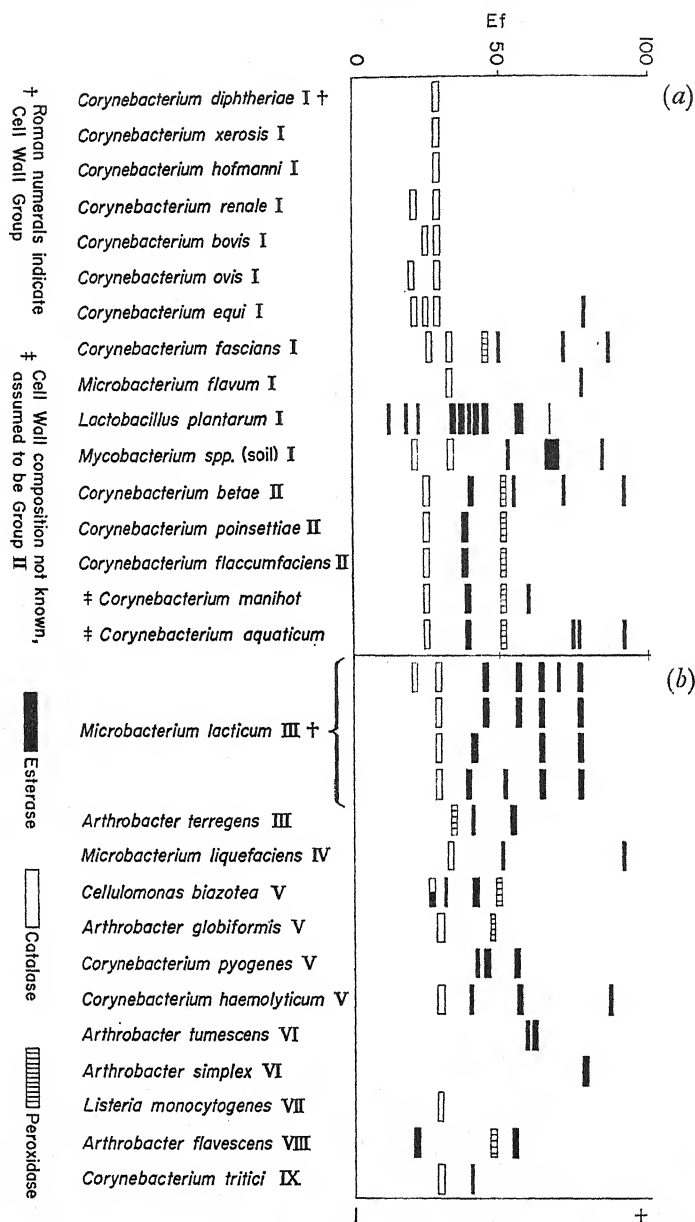 Ef
0
50
100
(a)
Corynebacterium diphtheriae I †
Corynebacterium xerosis I
Corynebacterium hofmanni I
Corynebacterium renale I
Corynebacterium bovis I
Corynebacterium ovis I
Corynebacterium equi I
Corynebacterium fascians I
Microbacterium flavum I
Lactobacillus plantarum I
Mycobacterium spp. (soil) I
Corynebacterium betae II
Corynebacterium poinsettiae II
Corynebacterium flaccumfaciens II
‡ Corynebacterium manihot
‡ Corynebacterium aquaticum
(b)
Microbacterium lacticum III †
Arthrobacter terregens III
Microbacterium liquefaciens IV
Cellulomonas biazotea V
Arthrobacter globiformis V
Corynebacterium pyogenes V
Corynebacterium haemolyticum V
Arthrobacter tumescens VI
Arthrobacter simplex VI
Listeria monocytogenes VII
Arthrobacter flavescens VIII
Corynebacterium tritici IX
− +
† Roman numerals indicate
Cell Wall Group
‡ Cell Wall composition not known,
assumed to be Group II
Esterase
Catalase
Peroxidase